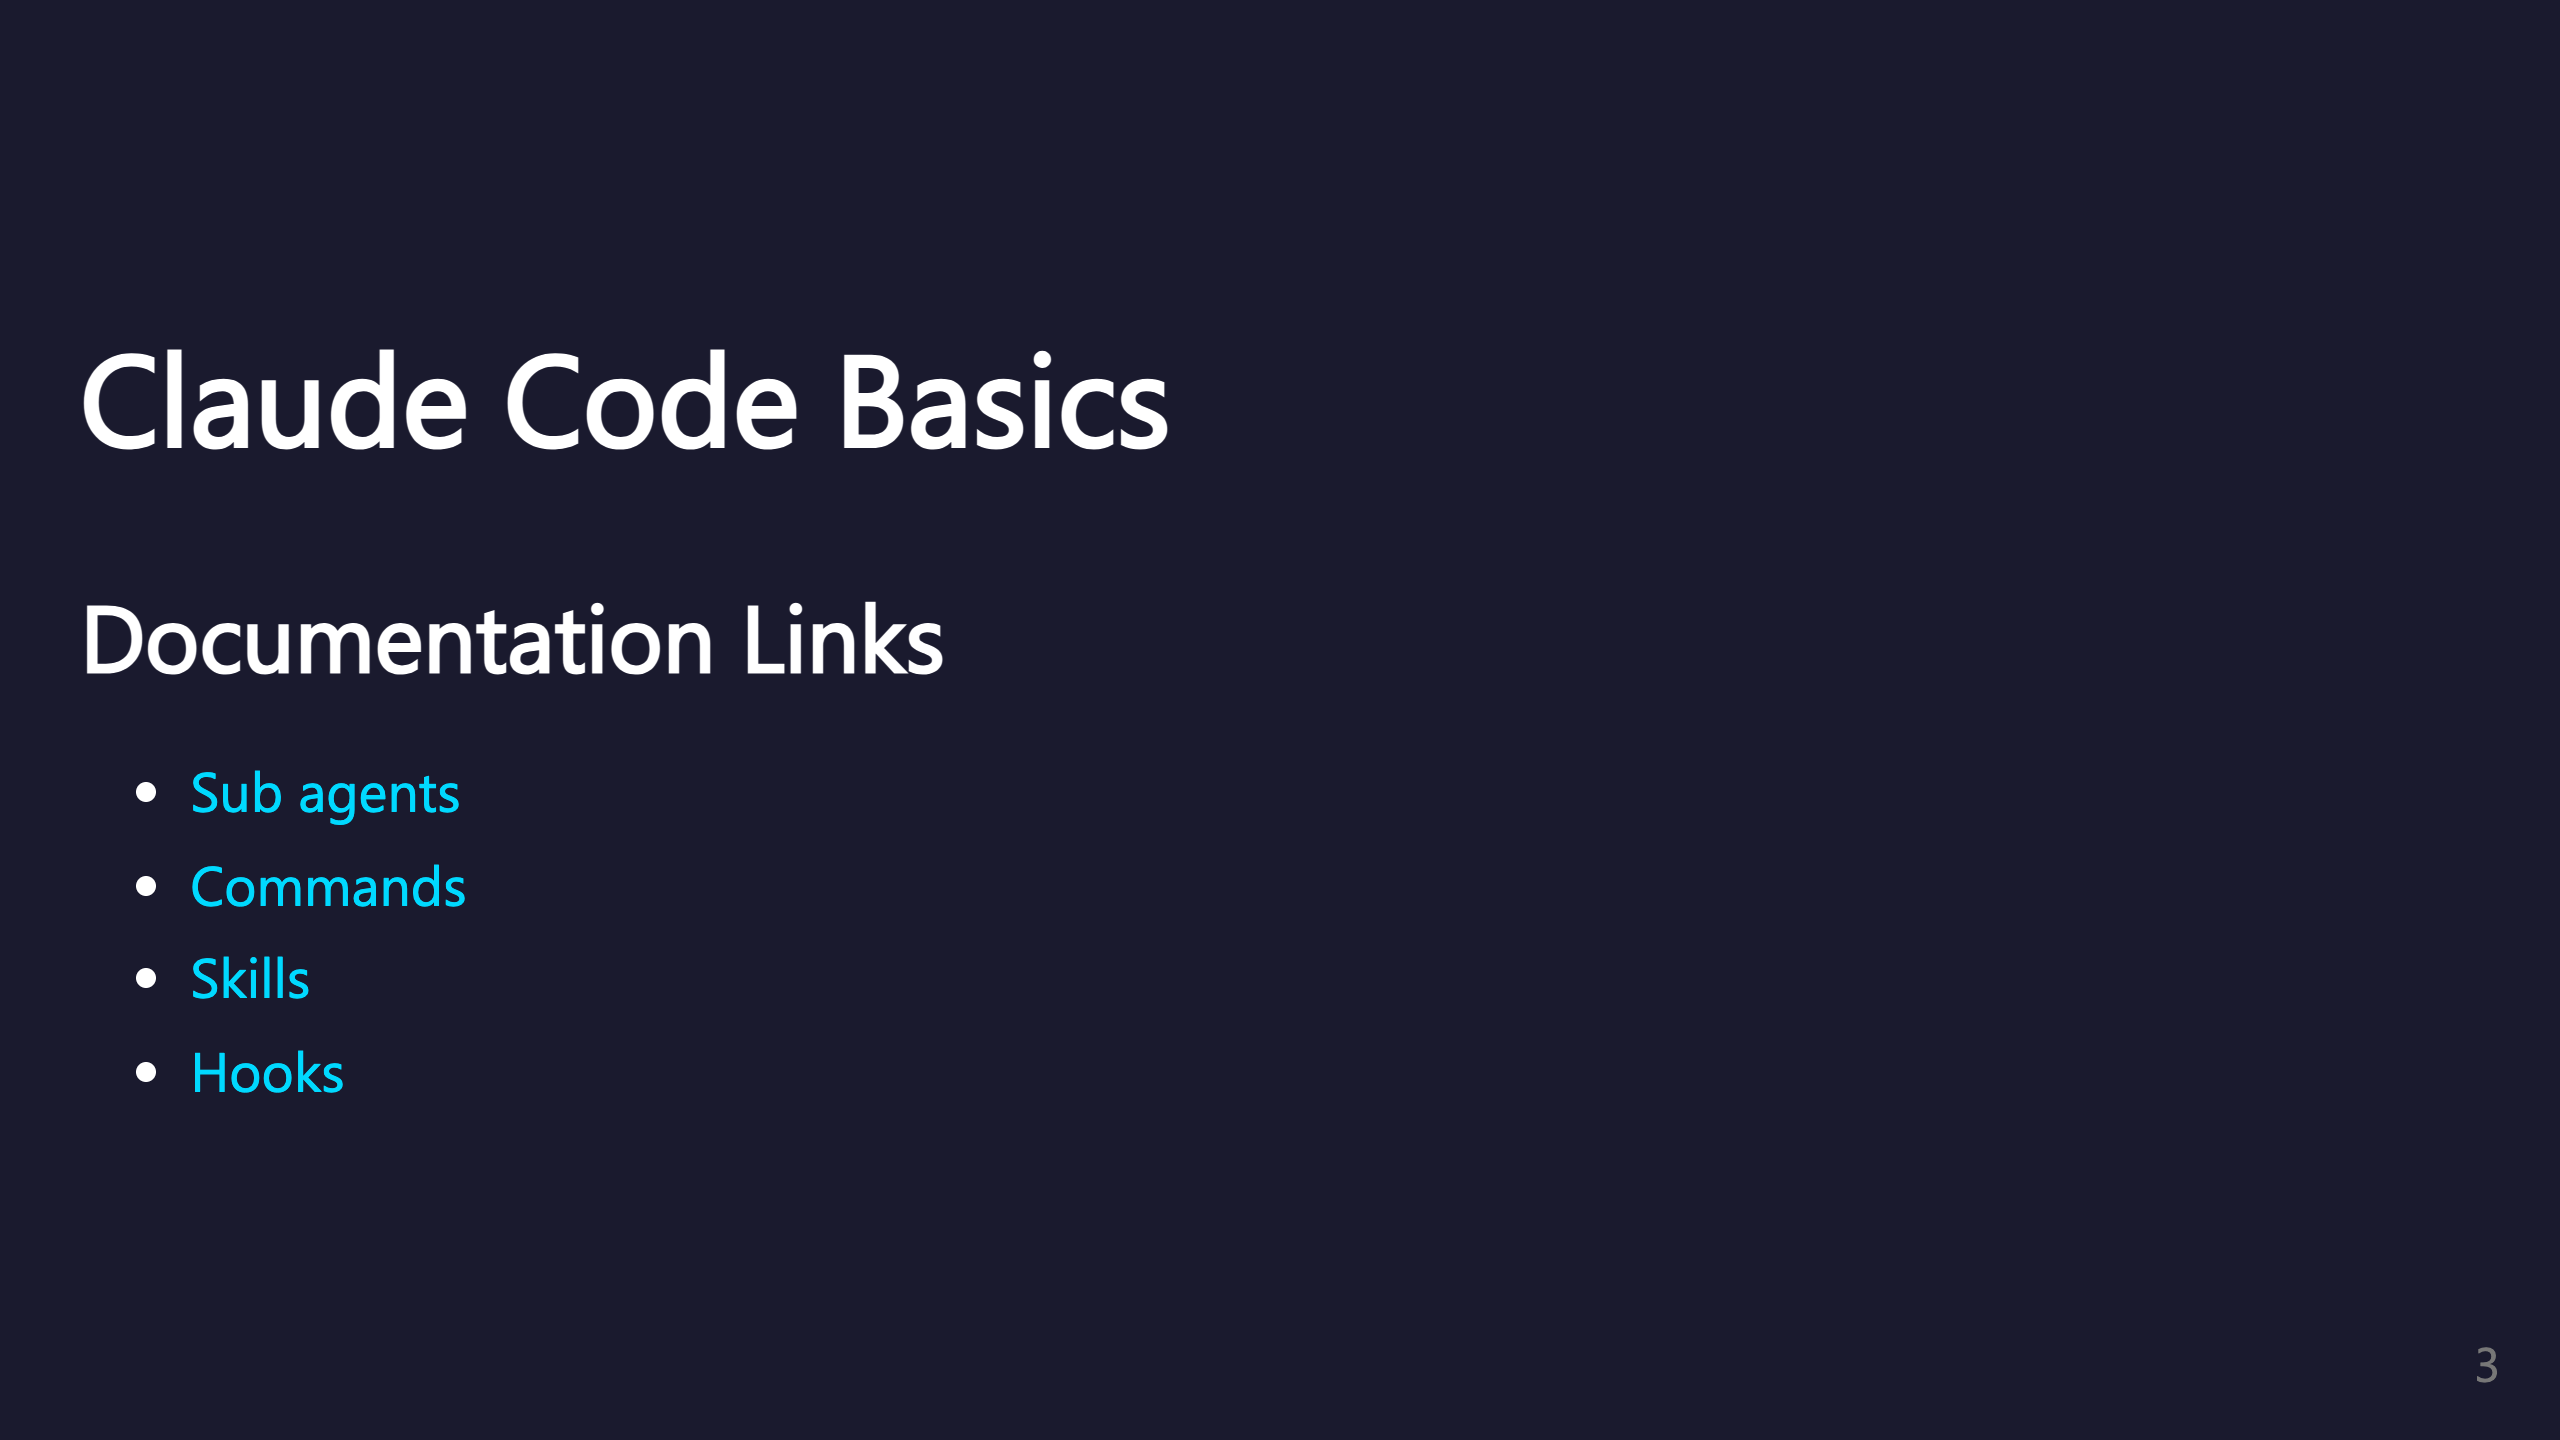 Claude Code Basics
Documentation Links
• Sub agents
• Commands
• Skills
• Hooks
3